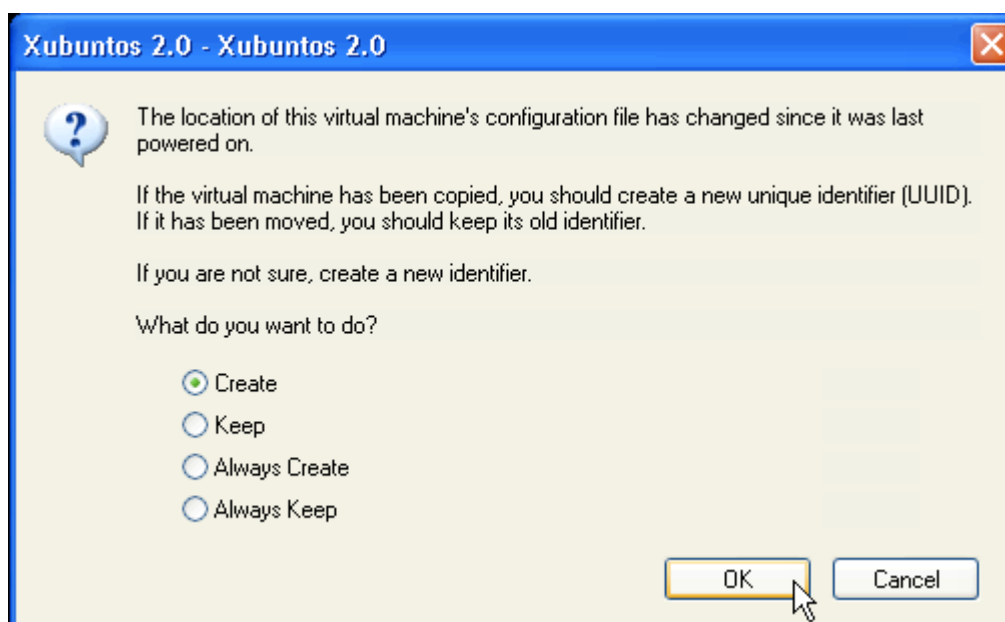 Xubuntos 2.0 - Xubuntos 2.0
The location of this virtual machine's configuration file has changed since it was last
powered on.
If the virtual machine has been copied, you should create a new unique identifier (UUID).
If it has been moved, you should keep its old identifier.
If you are not sure, create a new identifier.
What do you want to do?
Create
Keep
Always Create
Always Keep
OK Cancel